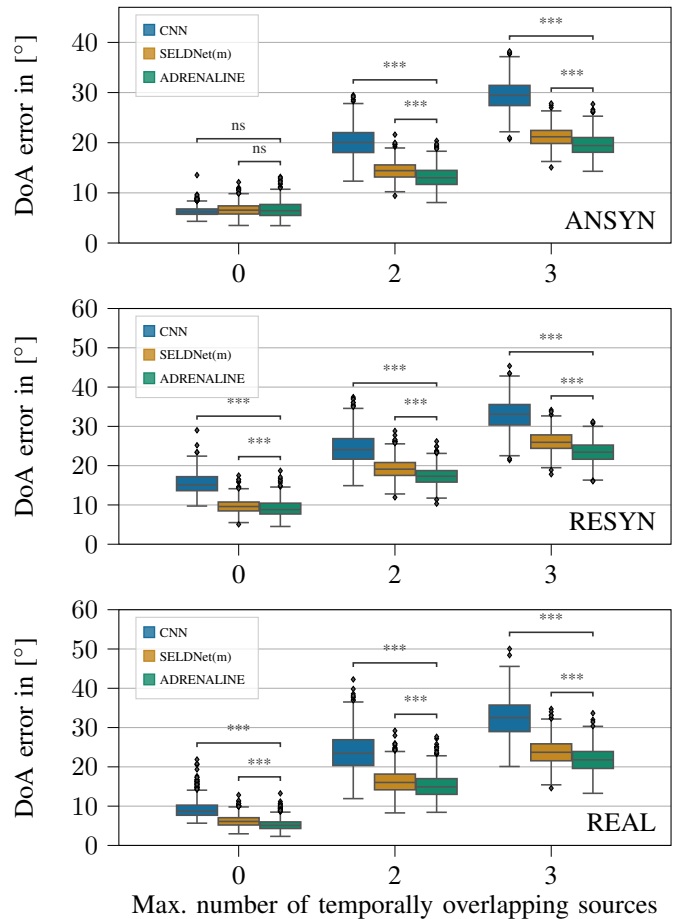 DoA error in [°]
40
30
20
10
0
CNN
SELDNet(m)
ADRENALINE
ns
ns
***
***
***
***
ANSYN
0 2 3
DoA error in [°]
60
50
40
30
20
10
0
CNN
SELDNet(m)
ADRENALINE
***
***
***
***
***
***
RESYN
0 2 3
DoA error in [°]
60
50
40
30
20
10
0
CNN
SELDNet(m)
ADRENALINE
***
***
***
***
***
***
REAL
0 2 3
Max. number of temporally overlapping sources